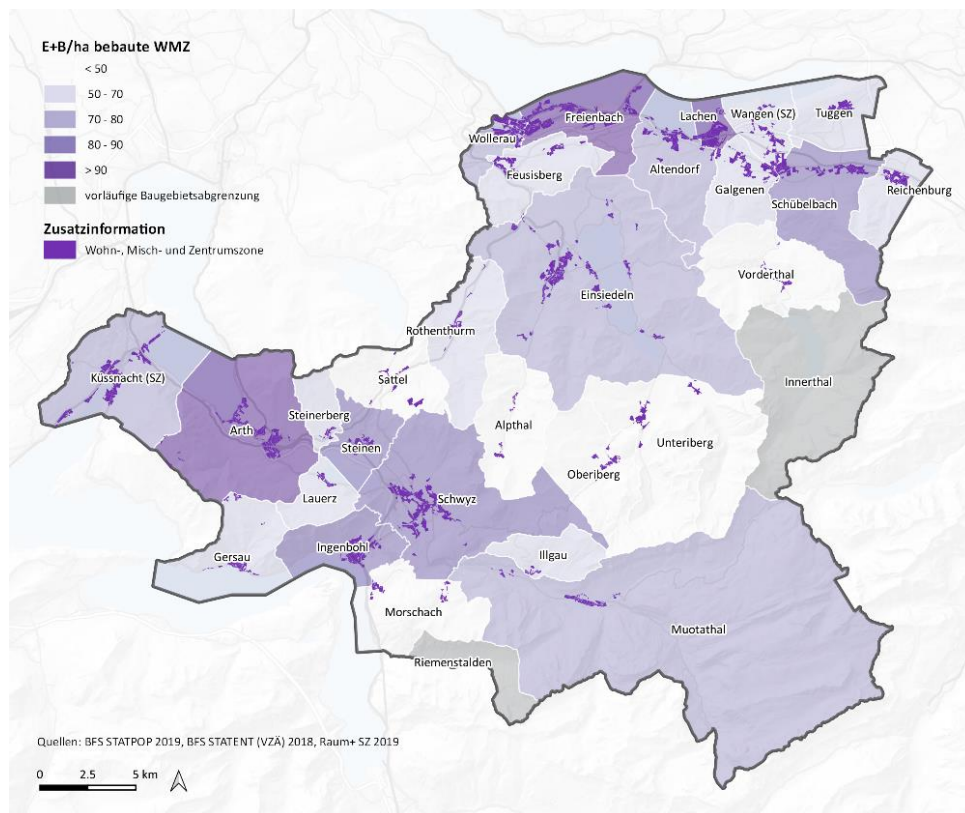 E+B/ha bebaute WMZ
< 50
50 - 70
70 - 80
80 - 90
> 90
vorläufige Baugebietsabgrenzung
Zusatzinformation
Wohn-, Misch- und Zentrumszone
Freienbach
Lachen
Wangen (SZ)
Tuggen
Wollerau
Feusisberg
Altendorf
Galgenen
Reichenburg
Schübelbach
Vorderthal
Einsiedeln
Rothenthurm
Innerthal
Küssnacht (SZ)
Sattel
Steinerberg
Arth
Alpthal
Steinen
Unteriberg
Oberiberg
Lauerz
Schwyz
Ingenbohl
Illgau
Gersau
Morschach
Muotathal
Riemenstalden
Quellen: BFS STATPOP 2019, BFS STATENT (VZÄ) 2018, Raum+ SZ 2019
0 2.5 5 km